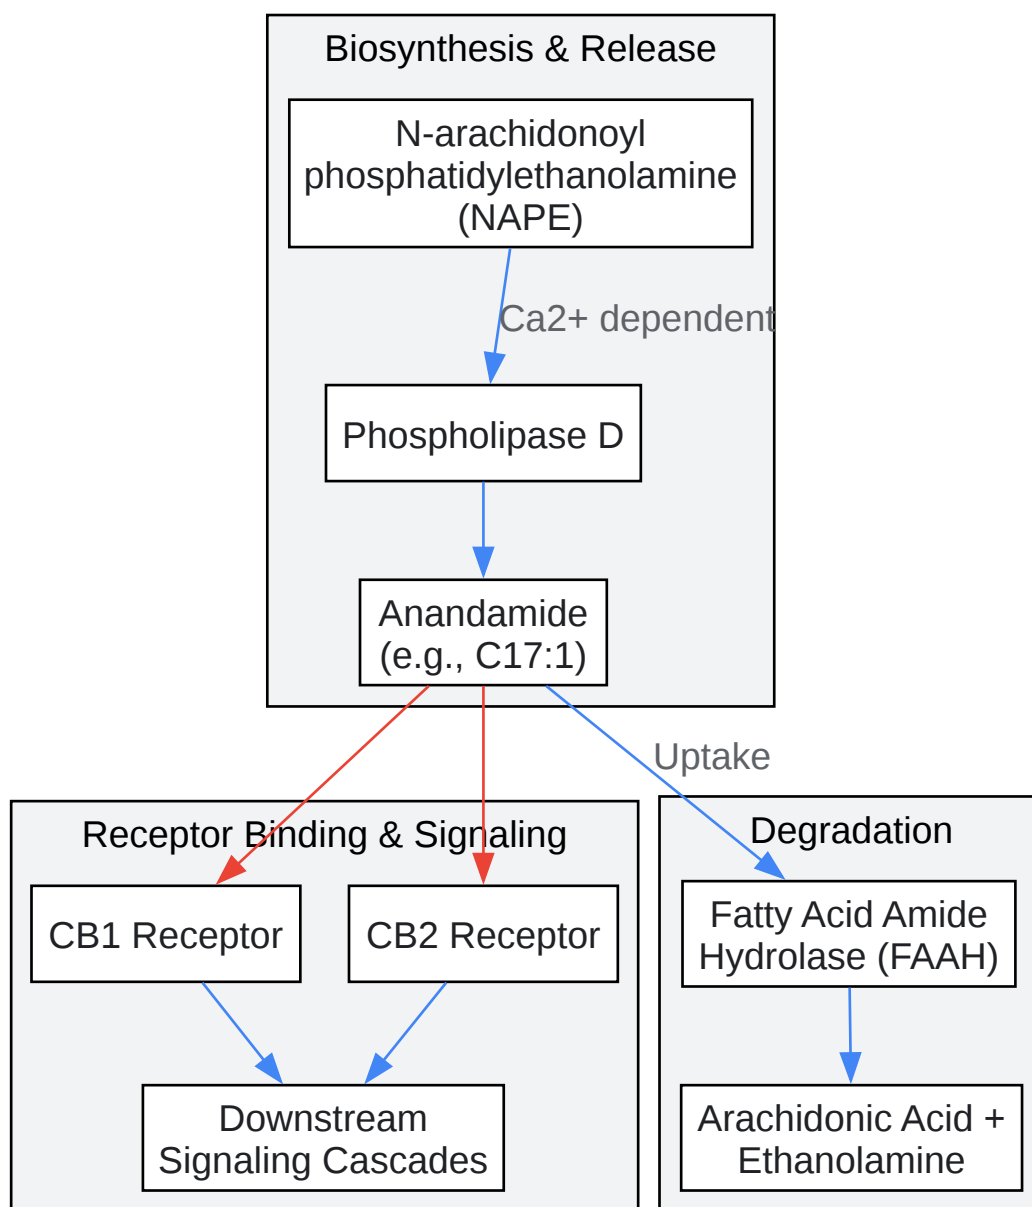 Biosynthesis & Release
N-arachidonoyl
phosphatidylethanolamine
(NAPE)
Ca2+ dependent
Phospholipase D
Anandamide
(e.g., C17:1)
Uptake
Receptor Binding & Signaling
CB1 Receptor
CB2 Receptor
Downstream
Signaling Cascades
Degradation
Fatty Acid Amide
Hydrolase (FAAH)
Arachidonic Acid +
Ethanolamine